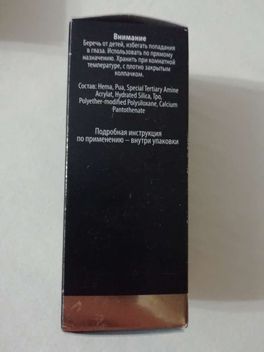 Внимание
Беречь от детей, избегать попадания
в глаза. Использовать по прямому
назначению. Хранить при комнатной
температуре, с плотно закрытым
колпачком.
Состав: Hema, Pua, Special Tertiary Amine
Acrylat, Hydrated Silica, Tpo,
Polyether-modified Polysiloxane, Calcium
Pantothenate
Подробная инструкция
по применению – внутри упаковки